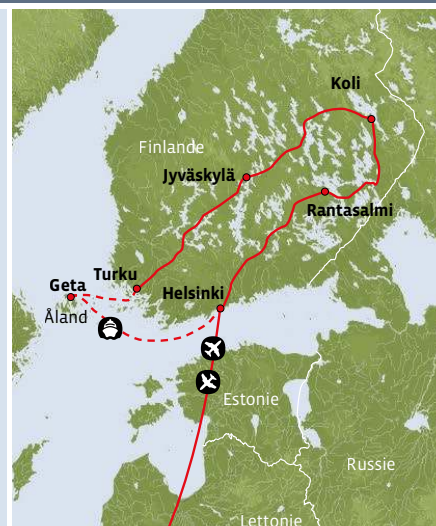 Koli
Finlande
Jyväskylä
Rantasalmi
Turku
Geta
Helsinki
Åland
Estonie
Russie
Lettonie